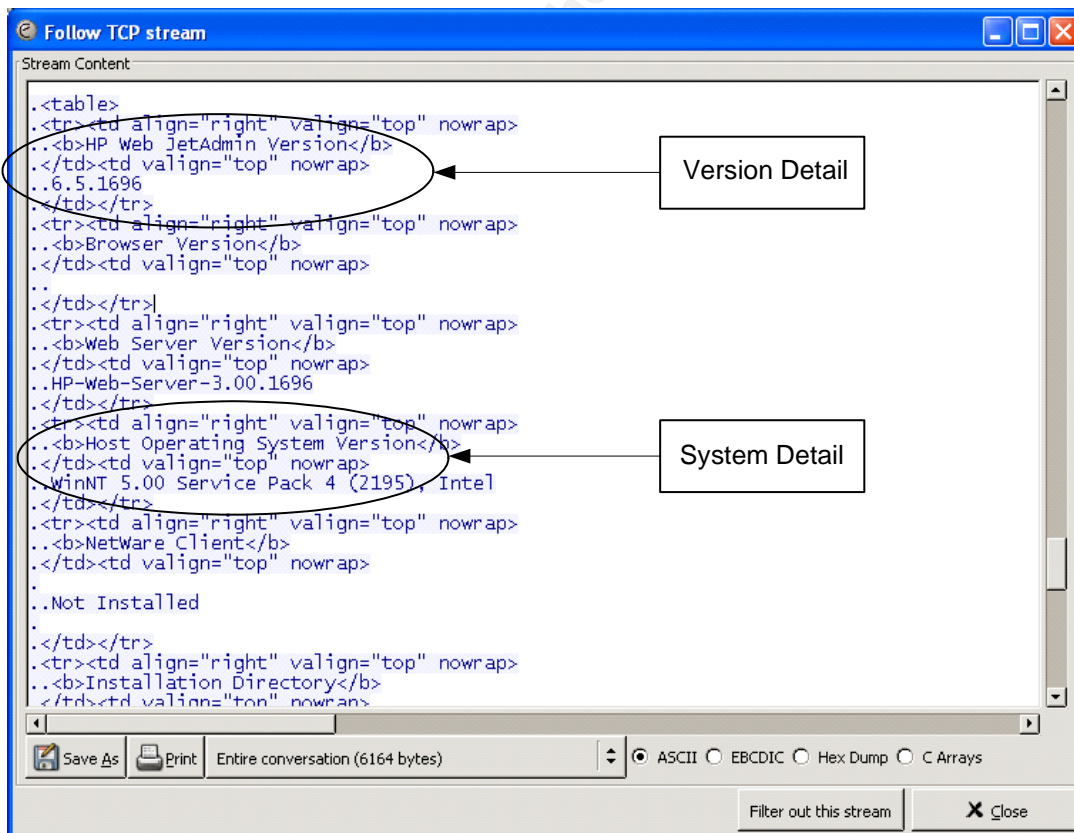 Follow TCP stream
Stream Content
.<table>
.<tr><td align="right" valign="top" nowrap>
..<b>HP Web JetAdmin Version</b>
.</td><td valign="top" nowrap>
..6.5.1696
.</td></tr>
.<tr><td align="right" valign="top" nowrap>
..<b>Browser Version</b>
.</td><td valign="top" nowrap>
..
.</td></tr>
.<tr><td align="right" valign="top" nowrap>
..<b>Web Server Version</b>
.</td><td valign="top" nowrap>
..HP-Web-Server-3.00.1696
.</td></tr>
.<tr><td align="right" valign="top" nowrap>
..<b>Host Operating System Version</b>
.</td><td valign="top" nowrap>
..WinNT 5.00 Service Pack 4 (2195), Intel
.</td></tr>
.<tr><td align="right" valign="top" nowrap>
..<b>NetWare Client</b>
.</td><td valign="top" nowrap>
.
..Not Installed
.
.</td></tr>
.<tr><td align="right" valign="top" nowrap>
..<b>Installation Directory</b>
.</td><td valign="top" nowrap>
Version Detail
System Detail
Save As
Print
Entire conversation (6164 bytes)
ASCII
EBCDIC
Hex Dump
C Arrays
Filter out this stream
Close